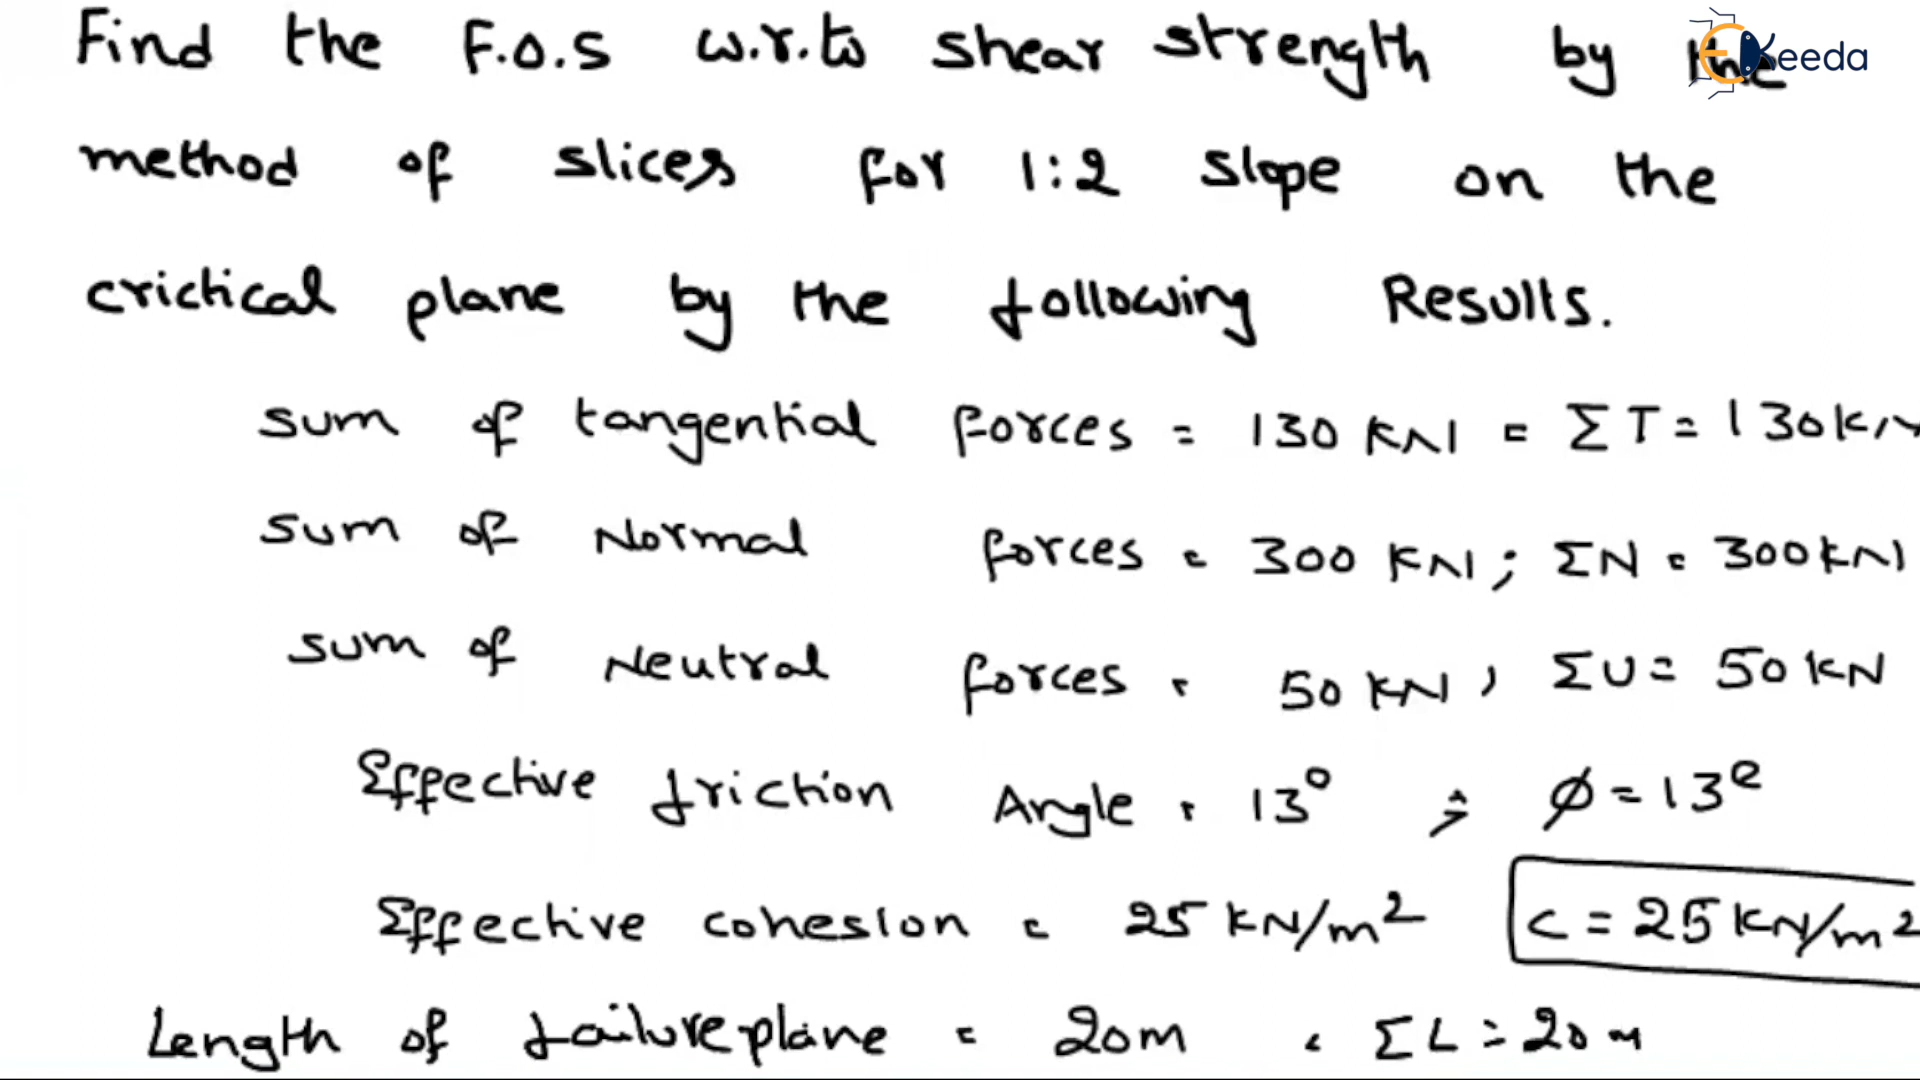 Find the F.O.S w.r.to shear strength by the
EKeeda
method of slices for 1:2 slope on the
crictical plane by the following Results.
sum of tangential forces = 130 KN = ΣT = 130KN
sum of Normal forces = 300 KN; ΣN = 300KN
sum of Neutral forces = 50 KN, ΣU = 50 KN
Effective friction Angle = 13° ; ø = 13°
Effective cohesion = 25 KN/m² C = 25 KN/m²
Length of failure plane = 20m = ΣL = 20m